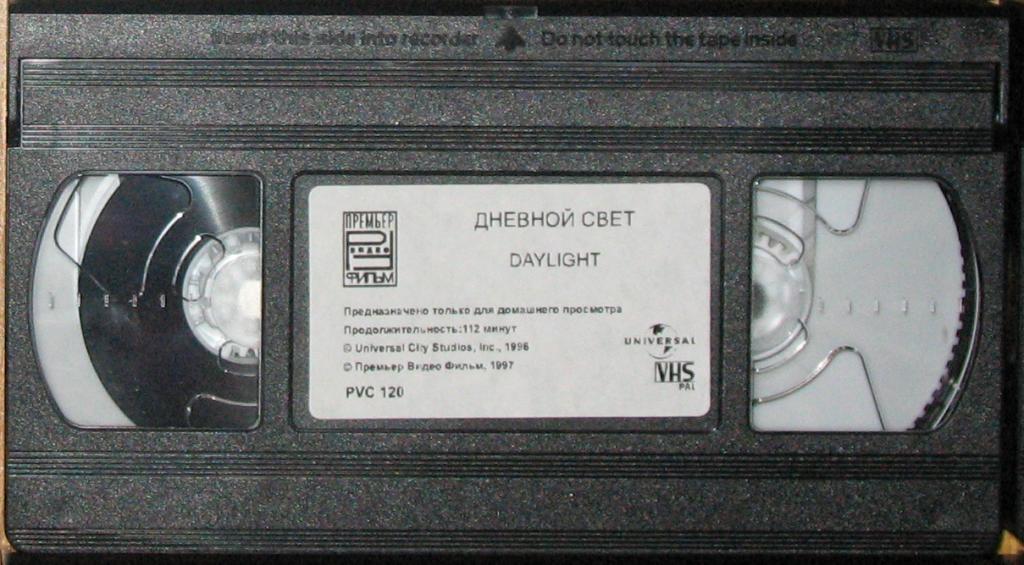 Insert this side into recorder Do not touch the tape inside VHS
ПРЕМЬЕР
ВИДЕО
ФИЛЬМ
ДНЕВНОЙ СВЕТ
DAYLIGHT
Предназначено только для домашнего просмотра
Продолжительность:112 минут
© Universal City Studios, Inc., 1996
© Премьер Видео Фильм, 1997
PVC 120
UNIVERSAL
VHS
PAL